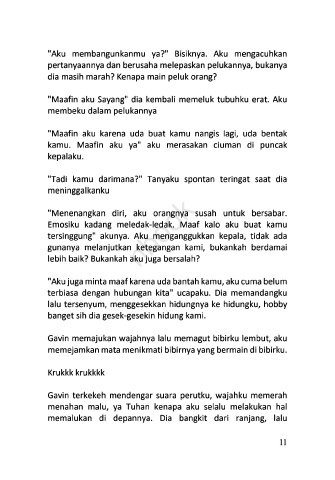 "Aku membangunkanmu ya?" Bisiknya. Aku mengacuhkan
pertanyaannya dan berusaha melepaskan pelukannya, bukanya
dia masih marah? Kenapa main peluk orang?
"Maafin aku Sayang" dia kembali memeluk tubuhku erat. Aku
membeku dalam pelukannya
"Maafin aku karena uda buat kamu nangis lagi, uda bentak
kamu. Maafin aku ya" aku merasakan ciuman di puncak
kepalaku.
"Tadi kamu darimana?" Tanyaku spontan teringat saat dia
meninggalkanku
"Menenangkan diri, aku orangnya susah untuk bersabar.
Emosiku kadang meledak-ledak. Maaf kalo aku buat kamu
tersinggung" akunya. Aku menganggukkan kepala, tidak ada
gunanya melanjutkan ketegangan kami, bukankah berdamai
lebih baik? Bukankah aku juga bersalah?
"Aku juga minta maaf karena uda bantah kamu, aku cuma belum
terbiasa dengan hubungan kita" ucapaku. Dia memandangku
lalu tersenyum, menggesekkan hidungnya ke hidungku, hobby
banget sih dia gesek-gesekin hidung kami.
Gavin memajukan wajahnya lalu memagut bibirku lembut, aku
memejamkan mata menikmati bibirnya yang bermain di bibirku.
Krukkk krukkkk
Gavin terkekeh mendengar suara perutku, wajahku memerah
menahan malu, ya Tuhan kenapa aku selalu melakukan hal
memalukan di depannya. Dia bangkit dari ranjang, lalu
11